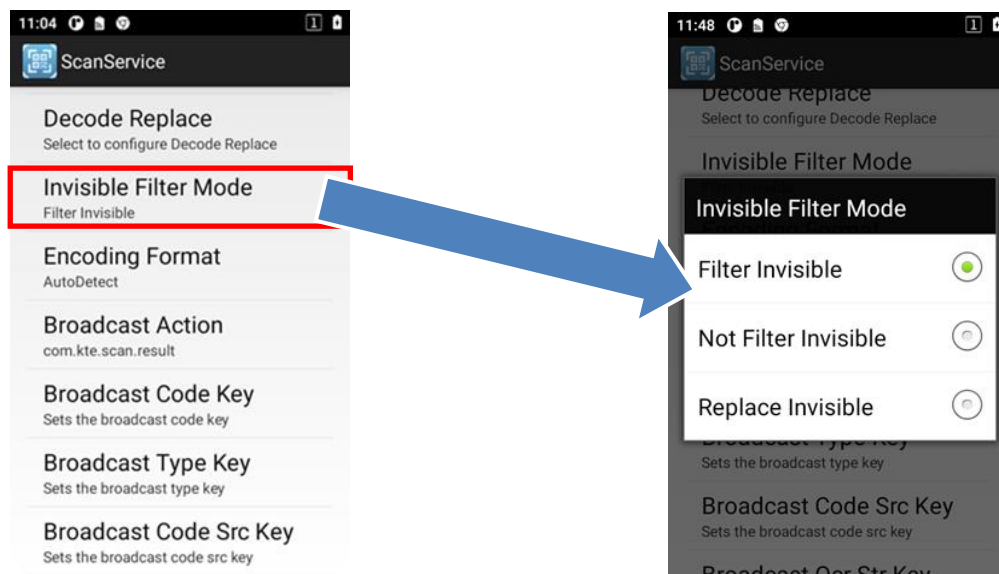 11:04
1
ScanService
Decode Replace
Select to configure Decode Replace
Invisible Filter Mode
Filter Invisible
Encoding Format
AutoDetect
Broadcast Action
com.kte.scan.result
Broadcast Code Key
Sets the broadcast code key
Broadcast Type Key
Sets the broadcast type key
Broadcast Code Src Key
Sets the broadcast code src key
11:48
1
ScanService
Decode Replace
Select to configure Decode Replace
Invisible Filter Mode
Invisible Filter Mode
Filter Invisible
Not Filter Invisible
Replace Invisible
Broadcast Type Key
Sets the broadcast type key
Broadcast Code Src Key
Sets the broadcast code src key
Broadcast Ocr Str Key